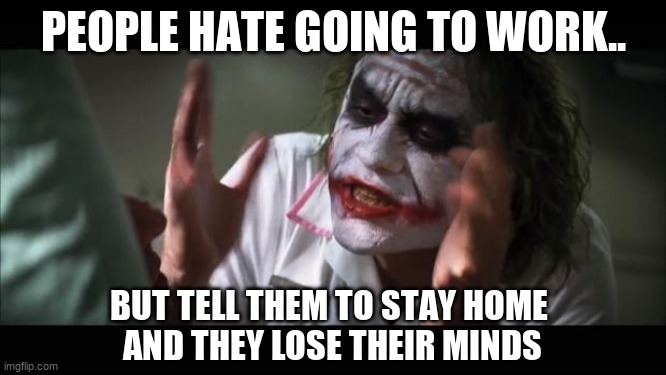 PEOPLE HATE GOING TO WORK..
BUT TELL THEM TO STAY HOME
AND THEY LOSE THEIR MINDS
imgflip.com